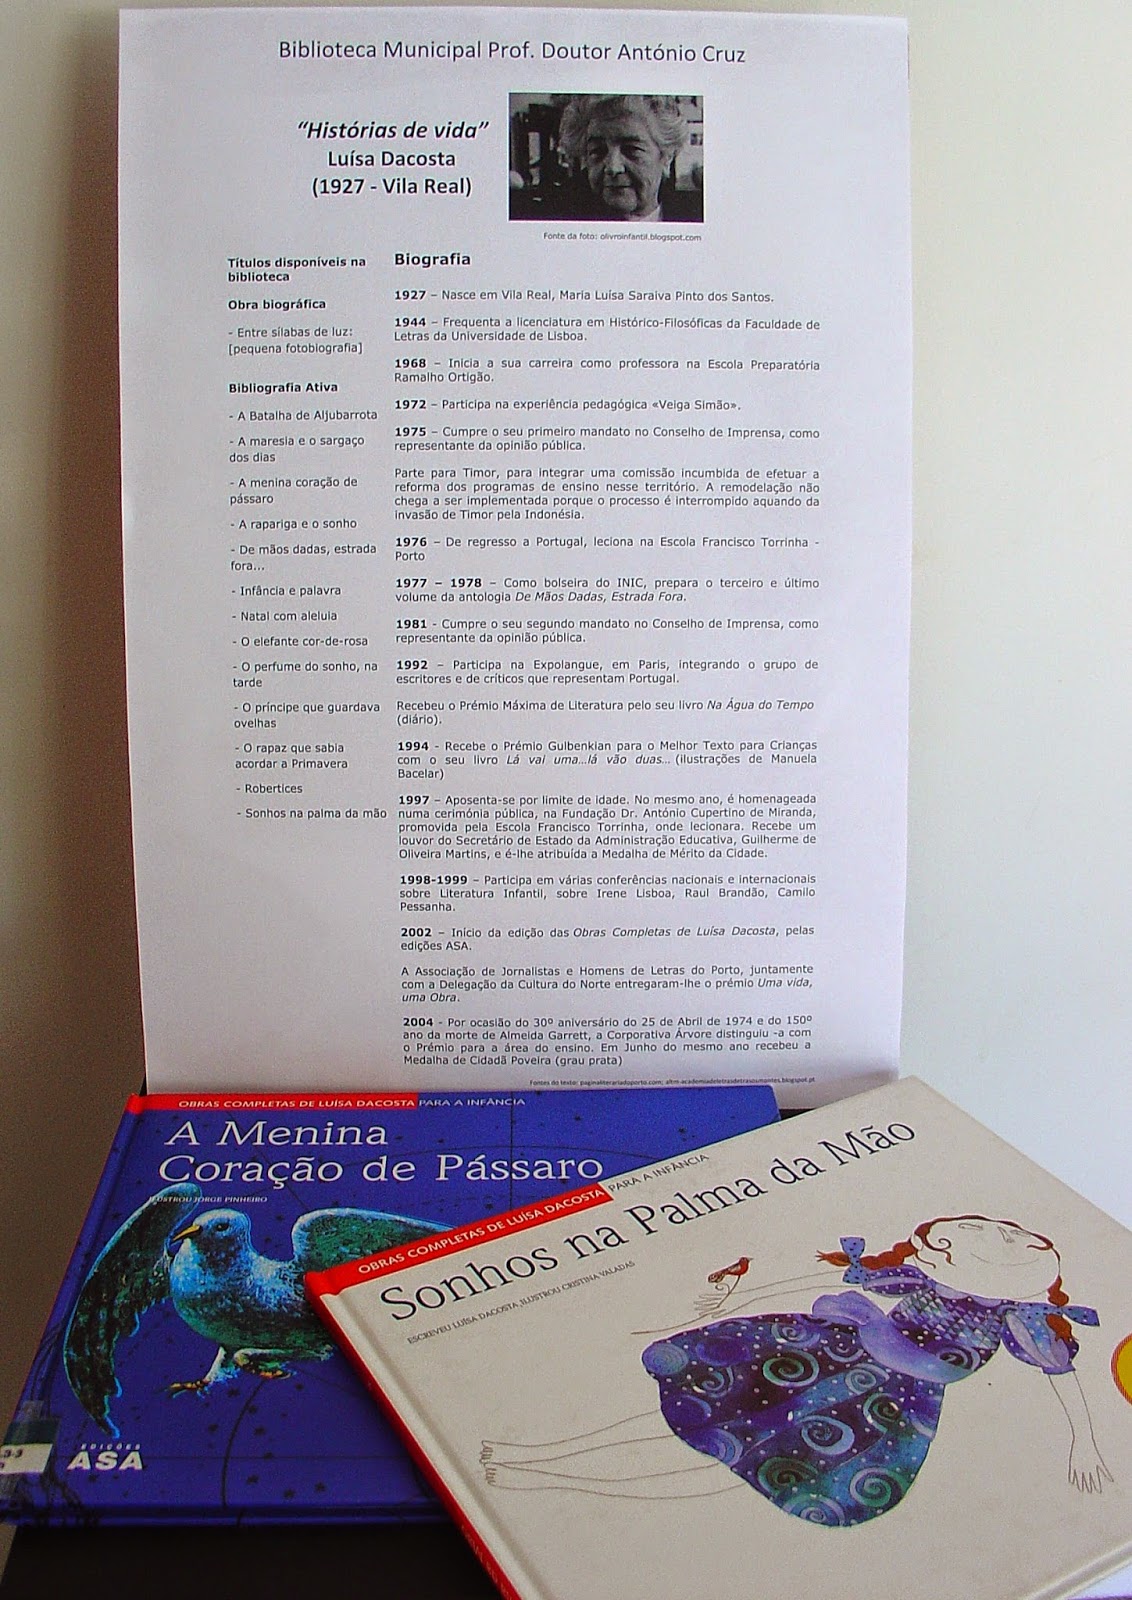 Biblioteca Municipal Prof. Doutor António Cruz
“Histórias de vida”
Luísa Dacosta
(1927 - Vila Real)
Fonte da foto: olivroinfantil.blogspot.com
Títulos disponíveis na
biblioteca
Obra biográfica
- Entre sílabas de luz:
[pequena fotobiografia]
Bibliografia Ativa
- A Batalha de Aljubarrota
- A maresia e o sargaço
dos dias
- A menina coração de
pássaro
- A rapariga e o sonho
- De mãos dadas, estrada
fora...
- Infância e palavra
- Natal com aleluia
- O elefante cor-de-rosa
- O perfume do sonho, na
tarde
- O príncipe que guardava
ovelhas
- O rapaz que sabia
acordar a Primavera
- Robertices
- Sonhos na palma da mão
Biografia
1927 – Nasce em Vila Real, Maria Luísa Saraiva Pinto dos Santos.
1944 – Frequenta a licenciatura em Histórico-Filosóficas da Faculdade de
Letras da Universidade de Lisboa.
1968 – Inicia a sua carreira como professora na Escola Preparatória
Ramalho Ortigão.
1972 – Participa na experiência pedagógica «Veiga Simão».
1975 – Cumpre o seu primeiro mandato no Conselho de Imprensa, como
representante da opinião pública.
Parte para Timor, para integrar uma comissão incumbida de efetuar a
reforma dos programas de ensino nesse território. A remodelação não
chega a ser implementada porque o processo é interrompido aquando da
invasão de Timor pela Indonésia.
1976 – De regresso a Portugal, leciona na Escola Francisco Torrinha -
Porto
1977 – 1978 – Como bolseira do INIC, prepara o terceiro e último
volume da antologia De Mãos Dadas, Estrada Fora.
1981 - Cumpre o seu segundo mandato no Conselho de Imprensa, como
representante da opinião pública.
1992 – Participa na Expolangue, em Paris, integrando o grupo de
escritores e de críticos que representam Portugal.
Recebeu o Prémio Máxima de Literatura pelo seu livro Na Água do Tempo
(diário).
1994 - Recebe o Prémio Gulbenkian para o Melhor Texto para Crianças
com o seu livro Lá vai uma...lá vão duas... (ilustrações de Manuela
Bacelar)
1997 – Aposenta-se por limite de idade. No mesmo ano, é homenageada
numa cerimónia pública, na Fundação Dr. António Cupertino de Miranda,
promovida pela Escola Francisco Torrinha, onde lecionara. Recebe um
louvor do Secretário de Estado da Administração Educativa, Guilherme de
Oliveira Martins, e é-lhe atribuída a Medalha de Mérito da Cidade.
1998-1999 – Participa em várias conferências nacionais e internacionais
sobre Literatura Infantil, sobre Irene Lisboa, Raul Brandão, Camilo
Pessanha.
2002 – Início da edição das Obras Completas de Luísa Dacosta, pelas
edições ASA.
A Associação de Jornalistas e Homens de Letras do Porto, juntamente
com a Delegação da Cultura do Norte entregaram-lhe o prémio Uma vida,
uma Obra.
2004 - Por ocasião do 30º aniversário do 25 de Abril de 1974 e do 150º
ano da morte de Almeida Garrett, a Corporativa Árvore distinguiu -a com
o Prémio para a área do ensino. Em Junho do mesmo ano recebeu a
Medalha de Cidadã Poveira (grau prata)
Fontes do texto: paginaliterariadoporto.com; altm-academiadeletrasdetrasosmontes.blogspot.pt
OBRAS COMPLETAS DE LUÍSA DACOSTA PARA A INFÂNCIA
A Menina
Coração de Pássaro
ILUSTROU JORGE PINHEIRO
EDIÇÕES
ASA
OBRAS COMPLETAS DE LUÍSA DACOSTA PARA A INFÂNCIA
Sonhos na Palma da Mão
ESCREVEU LUÍSA DACOSTA, ILUSTROU CRISTINA VALADAS